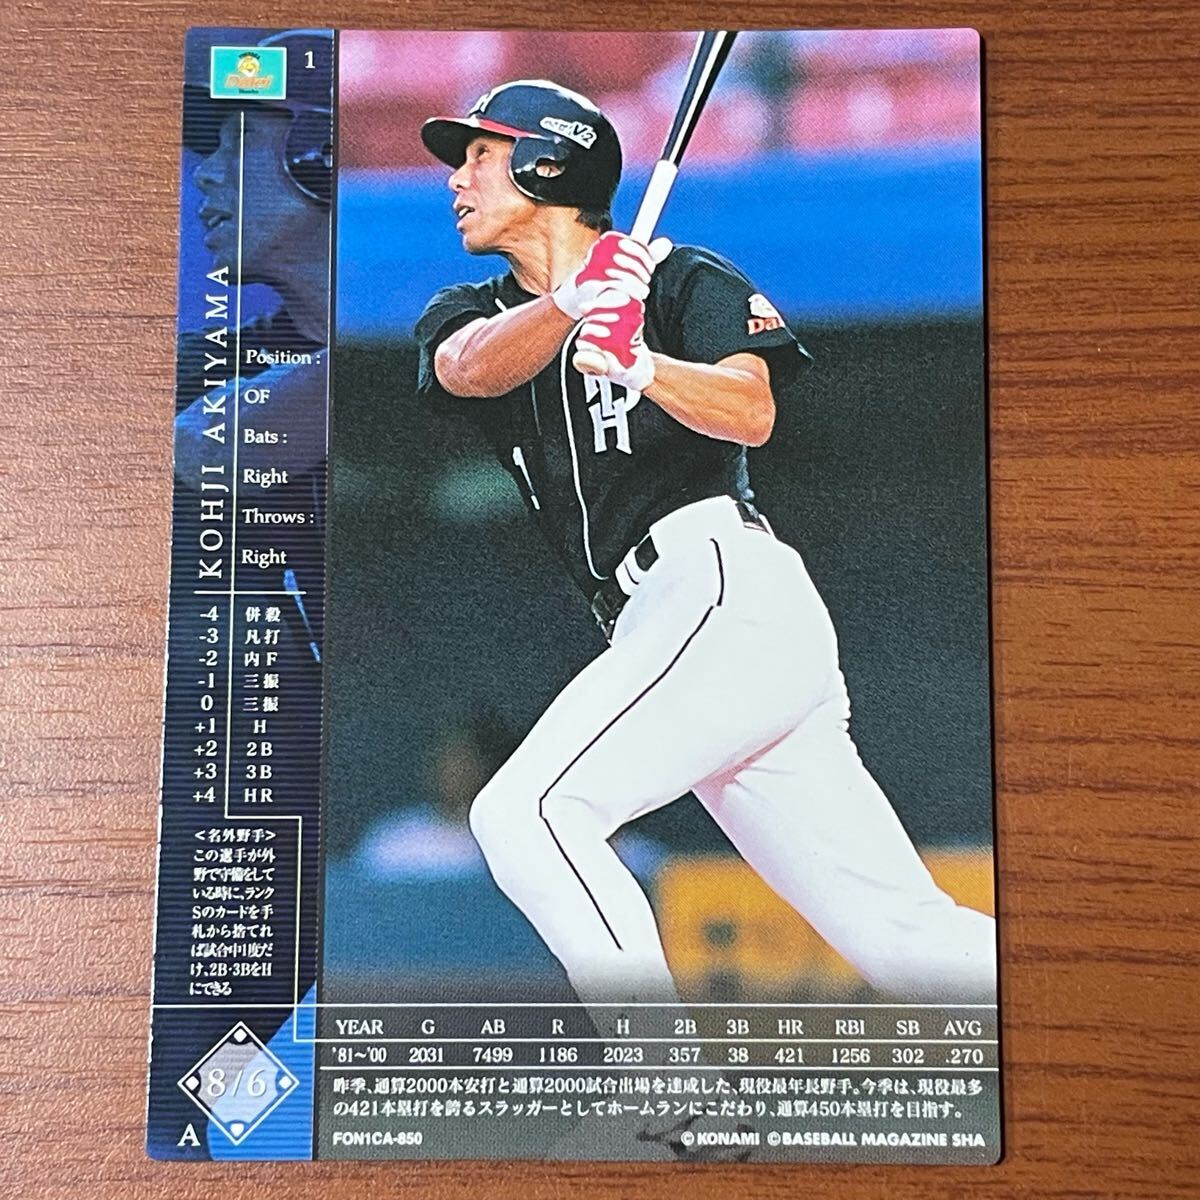 Daiei
1
KOHJI AKIYAMA
Position :
OF
Bats :
Right
Throws :
Right
-4 併殺
-3 凡打
-2 内F
-1 三振
0 三振
+1 H
+2 2B
+3 3B
+4 HR
<名外野手>
この選手が外
野で守備をして
いる時に、ランク
Sのカードを手
札から捨てれ
ば試合中1度だ
け、2B・3BをH
にできる
8/6
A
H
V2
Dai
H
YEAR G AB R H 2B 3B HR RBI SB AVG
'81~'00 2031 7499 1186 2023 357 38 421 1256 302 .270
昨季、通算2000本安打と通算2000試合出場を達成した、現役最年長野手。今季は、現役最多
の421本塁打を誇るスラッガーとしてホームランにこだわり、通算450本塁打を目指す。
FON1CA-850
©KONAMI ©BASEBALL MAGAZINE SHA